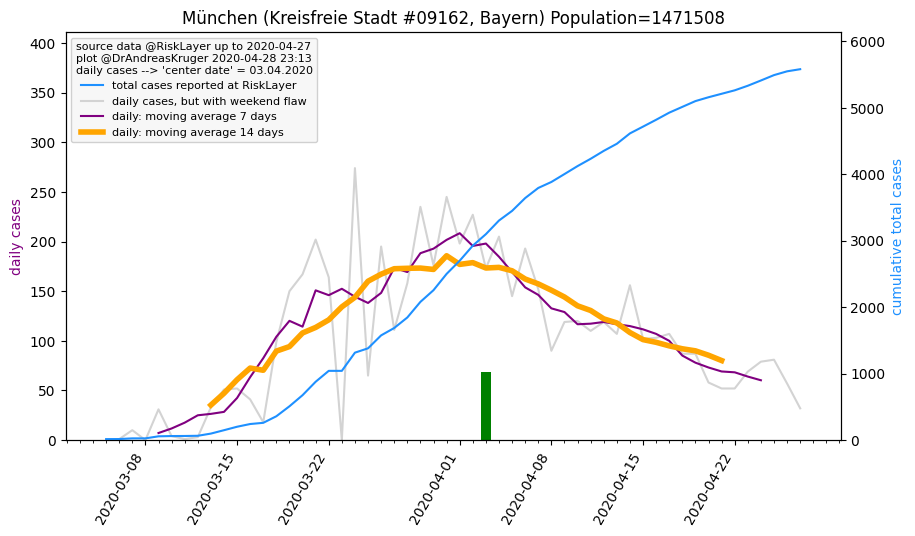 München (Kreisfreie Stadt #09162, Bayern) Population=1471508
source data @RiskLayer up to 2020-04-27
plot @DrAndreasKruger 2020-04-28 23:13
daily cases --> 'center date' = 03.04.2020
total cases reported at RiskLayer
daily cases, but with weekend flaw
daily: moving average 7 days
daily: moving average 14 days
daily cases
400
350
300
250
200
150
100
50
0
6000
5000
4000
3000
2000
1000
0
cumulative total cases
2020-03-08
2020-03-15
2020-03-22
2020-04-01
2020-04-08
2020-04-15
2020-04-22